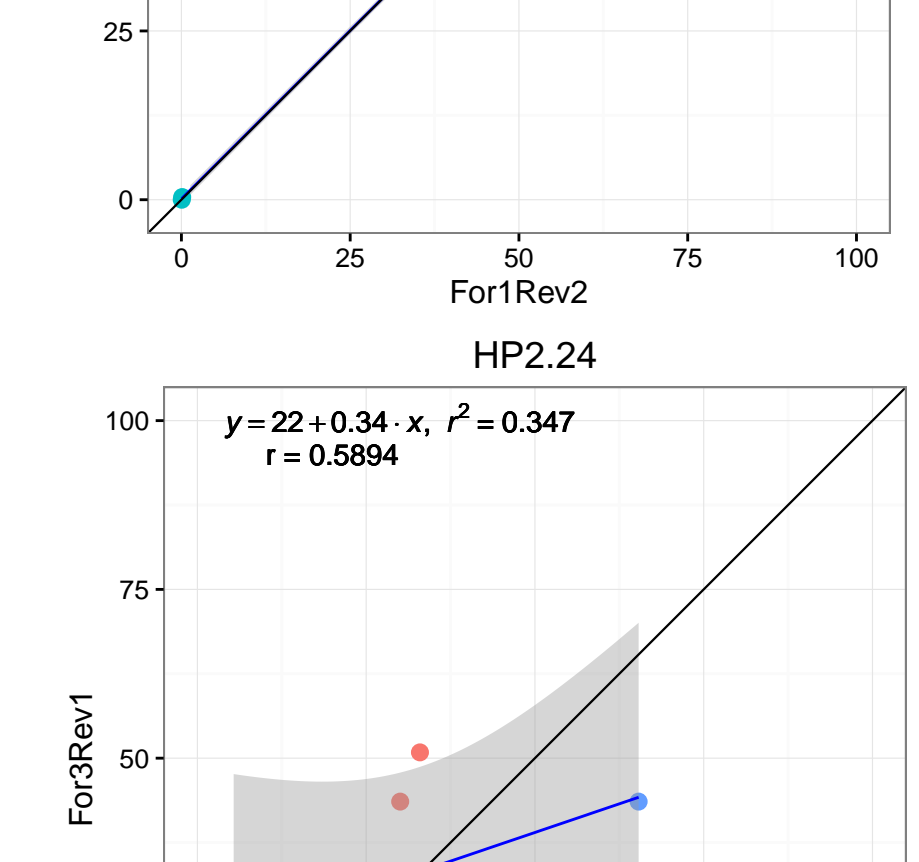 25
0
0 25 50 75 100
For1Rev2
HP2.24
100
y = 22 + 0.34 · x, r² = 0.347
r = 0.5894
75
For3Rev1
50